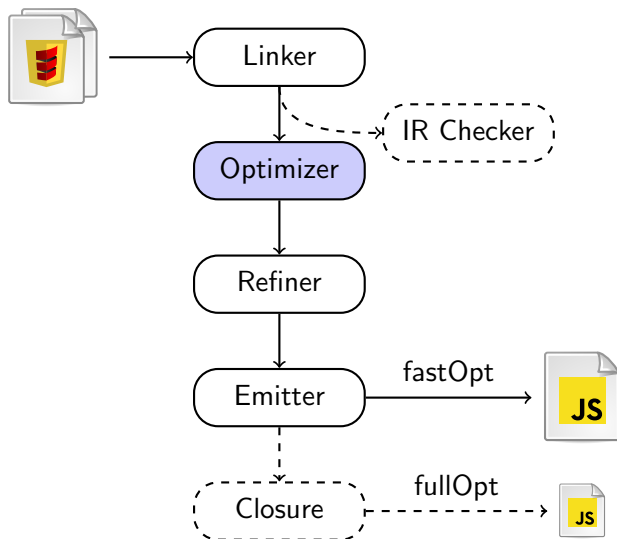 Linker
IR Checker
Optimizer
Refiner
Emitter
fastOpt
JS
Closure
fullOpt
JS